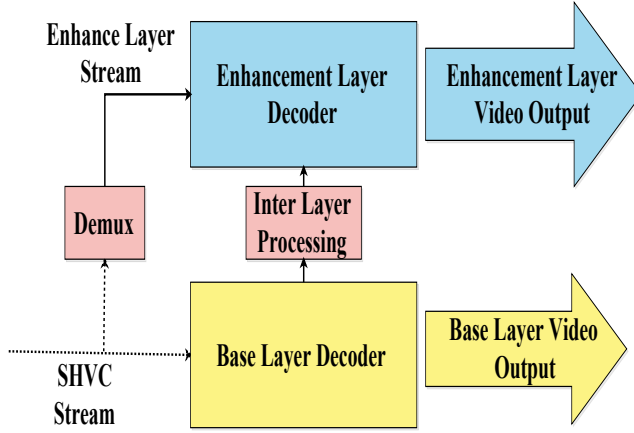 Enhance Layer
Stream
Enhancement Layer
Decoder
Enhancement Layer
Video Output
Demux
Inter Layer
Processing
SHVC
Stream
Base Layer Decoder
Base Layer Video
Output